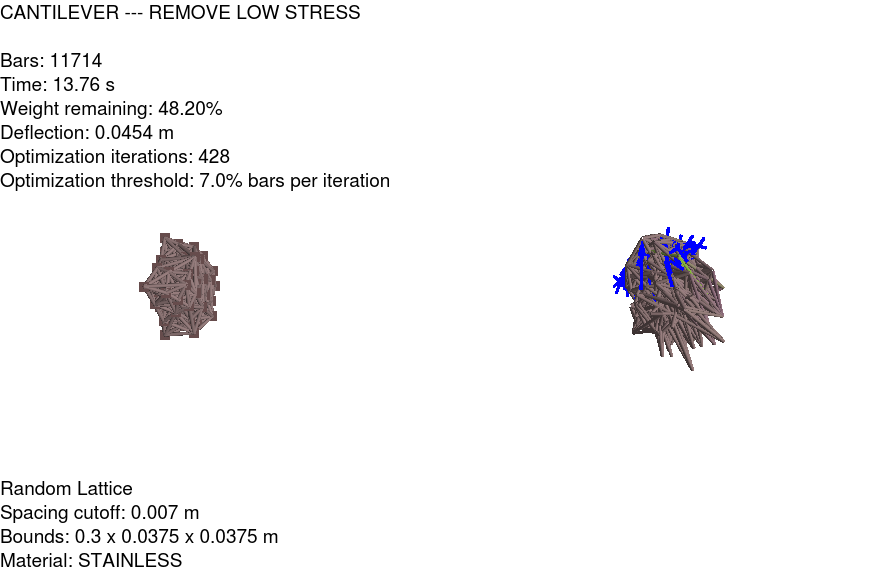 CANTILEVER --- REMOVE LOW STRESS
Bars: 11714
Time: 13.76 s
Weight remaining: 48.20%
Deflection: 0.0454 m
Optimization iterations: 428
Optimization threshold: 7.0% bars per iteration
Random Lattice
Spacing cutoff: 0.007 m
Bounds: 0.3 x 0.0375 x 0.0375 m
Material: STAINLESS